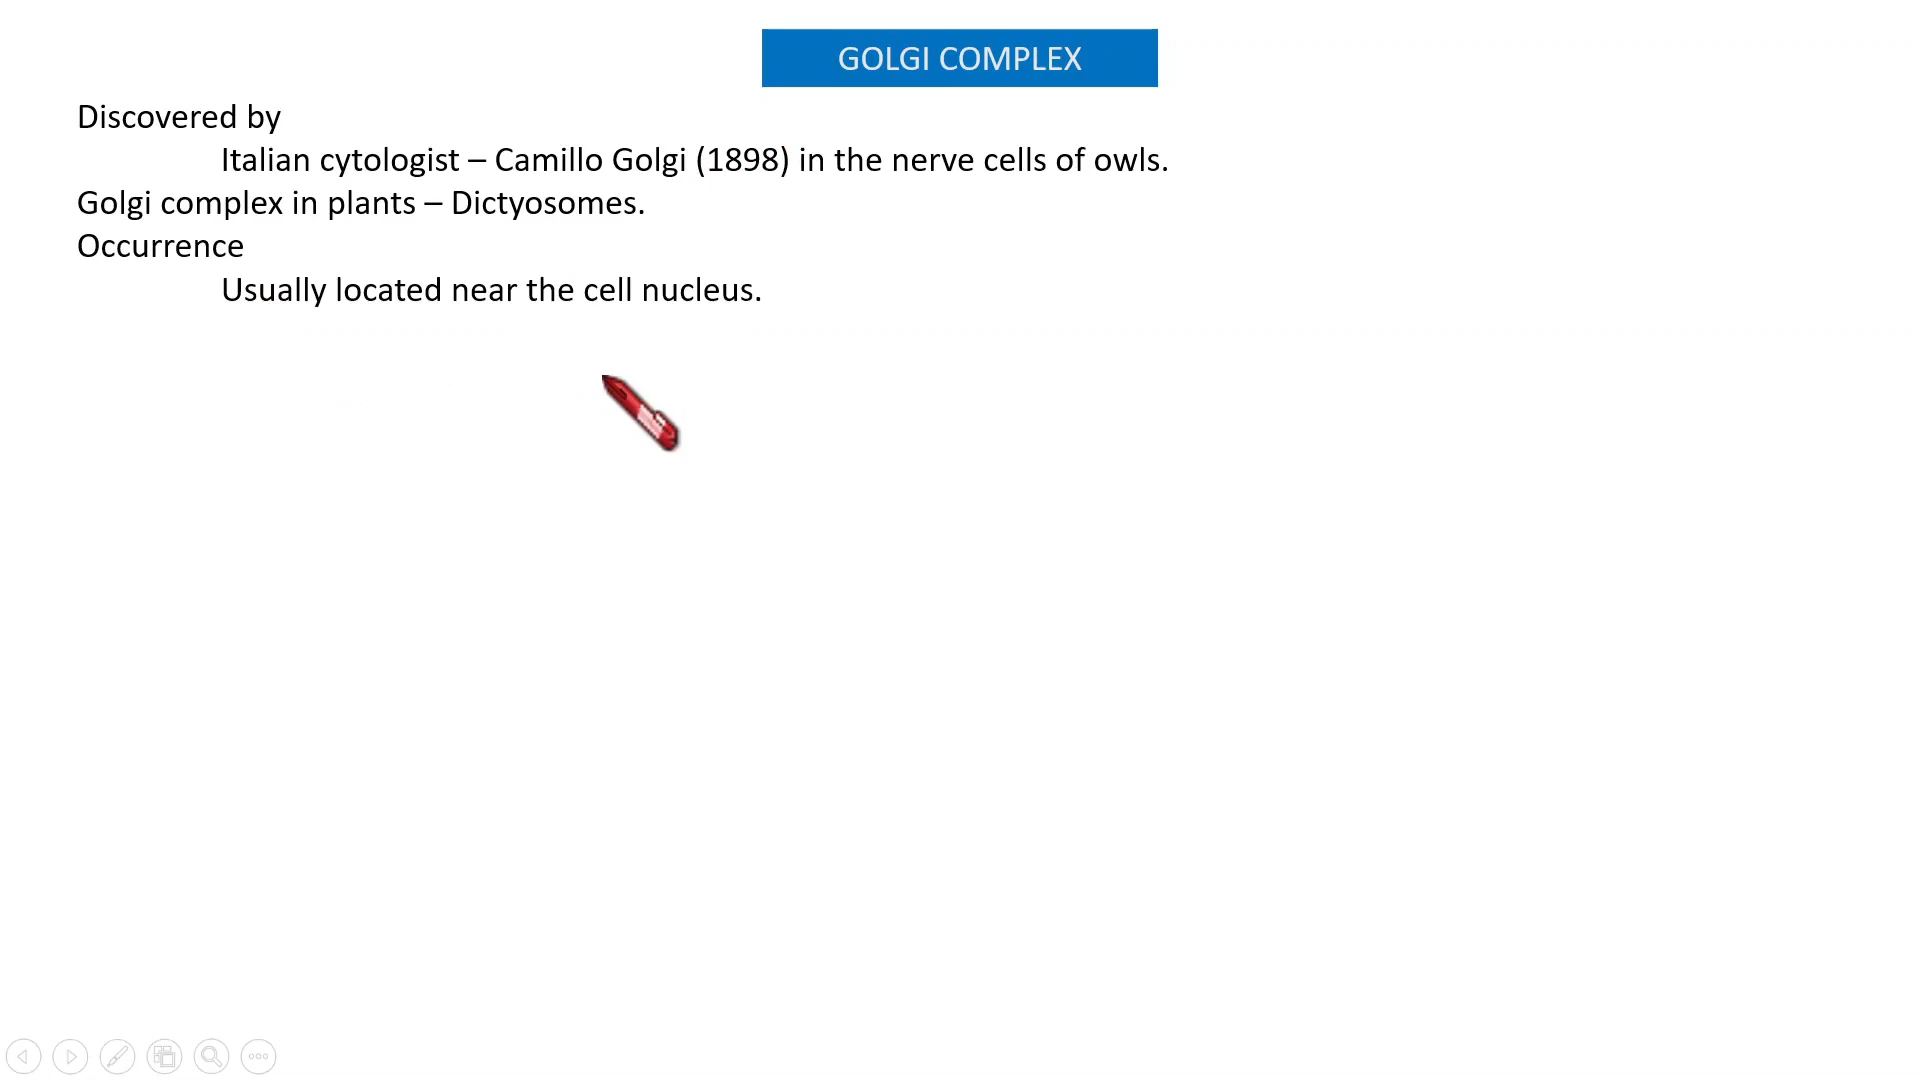 GOLGI COMPLEX
Discovered by
Italian cytologist – Camillo Golgi (1898) in the nerve cells of owls.
Golgi complex in plants – Dictyosomes.
Occurrence
Usually located near the cell nucleus.